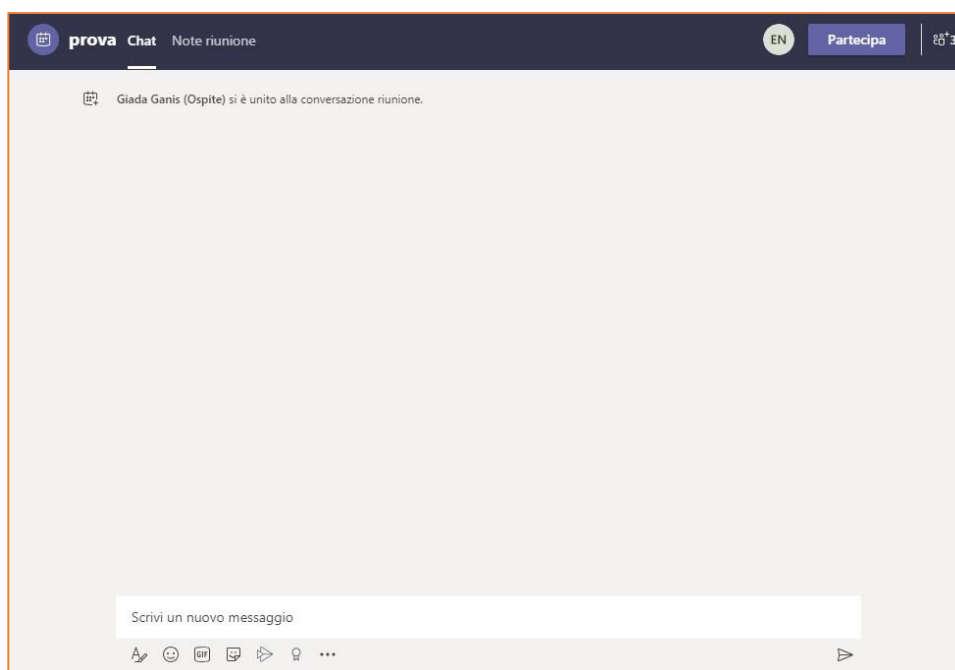 prova Chat Note riunione EN Partecipa 3
Giada Ganis (Ospite) si è unito alla conversazione riunione.
Scrivi un nuovo messaggio
GIF